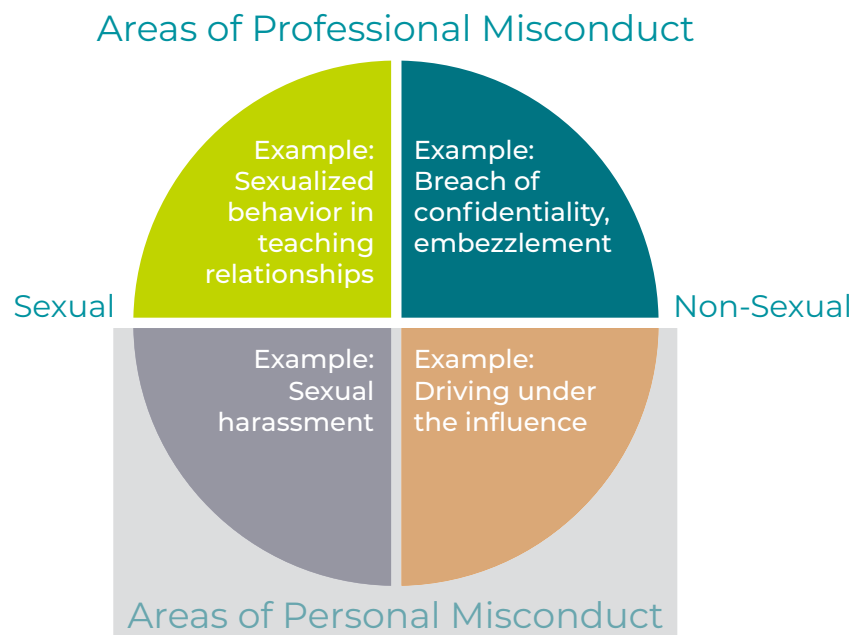 Areas of Professional Misconduct
Example:
Sexualized
behavior in
teaching
relationships
Example:
Breach of
confidentiality,
embezzlement
Sexual
Non-Sexual
Example:
Sexual
harassment
Example:
Driving under
the influence
Areas of Personal Misconduct